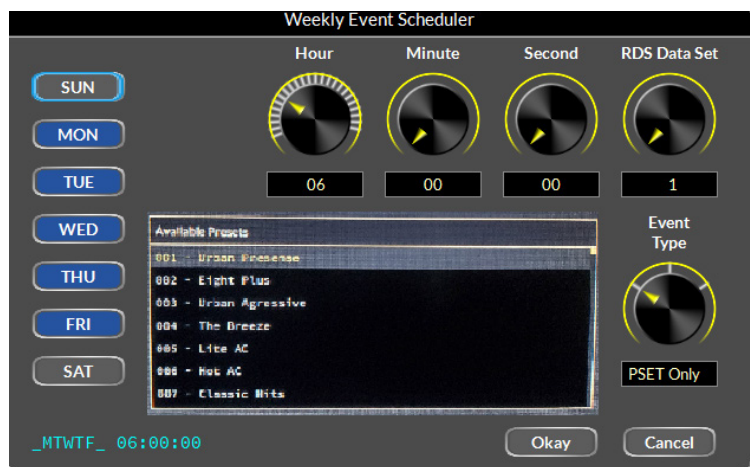 Weekly Event Scheduler
Hour Minute Second RDS Data Set
SUN
MON
TUE
06 00 00 1
WED
Available Presets
Event
Type
001 - Urban Presense
THU
002 - Eight Plus
003 - Urban Agressive
FRI
004 - The Breeze
005 - Lite AC
SAT
006 - Hot AC
PSET Only
007 - Classic Hits
_MTWTF_ 06:00:00
Okay Cancel